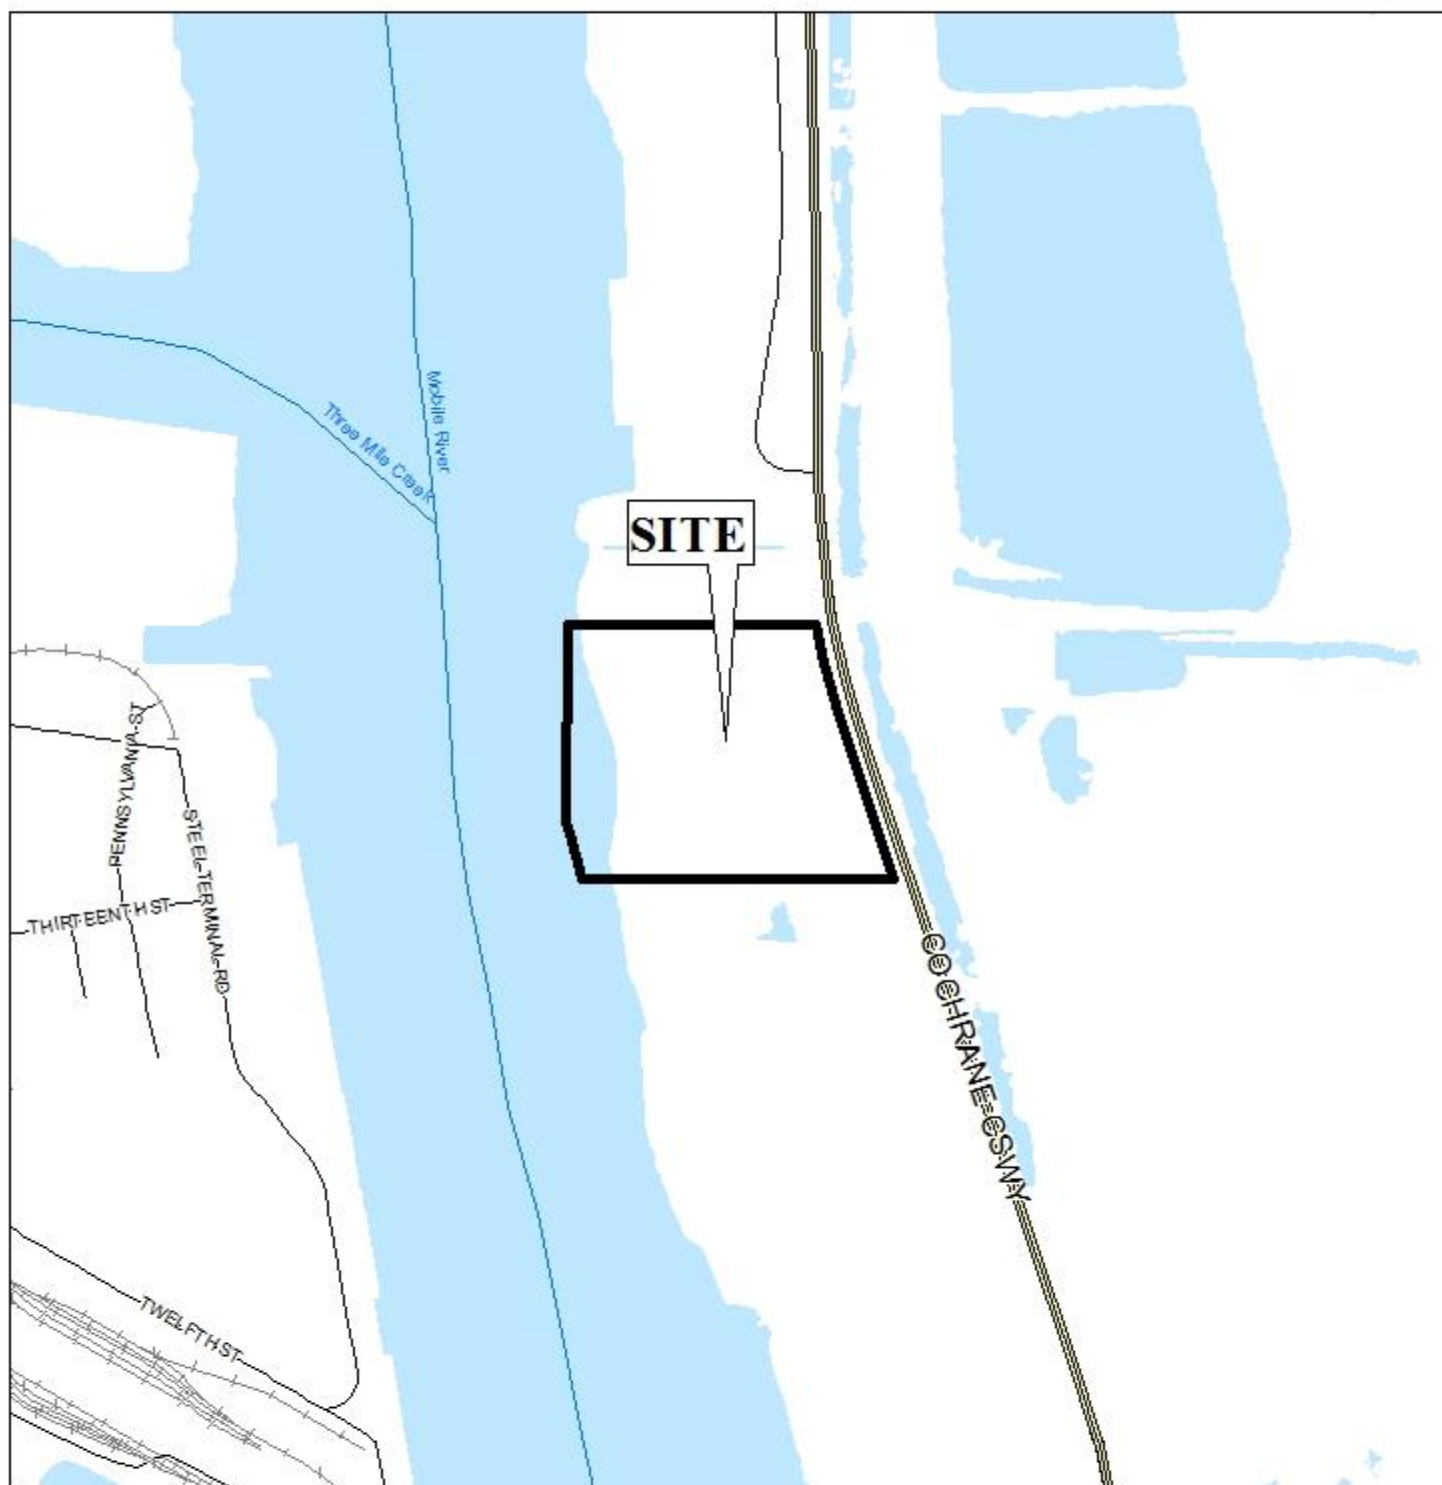 Mobile River
Three Mile Creek
SITE
PENNSYLVANIA ST
STEEL TERMINAL RD
THIRTEENTH ST
COCHRANE CSWY
TWELFTH ST